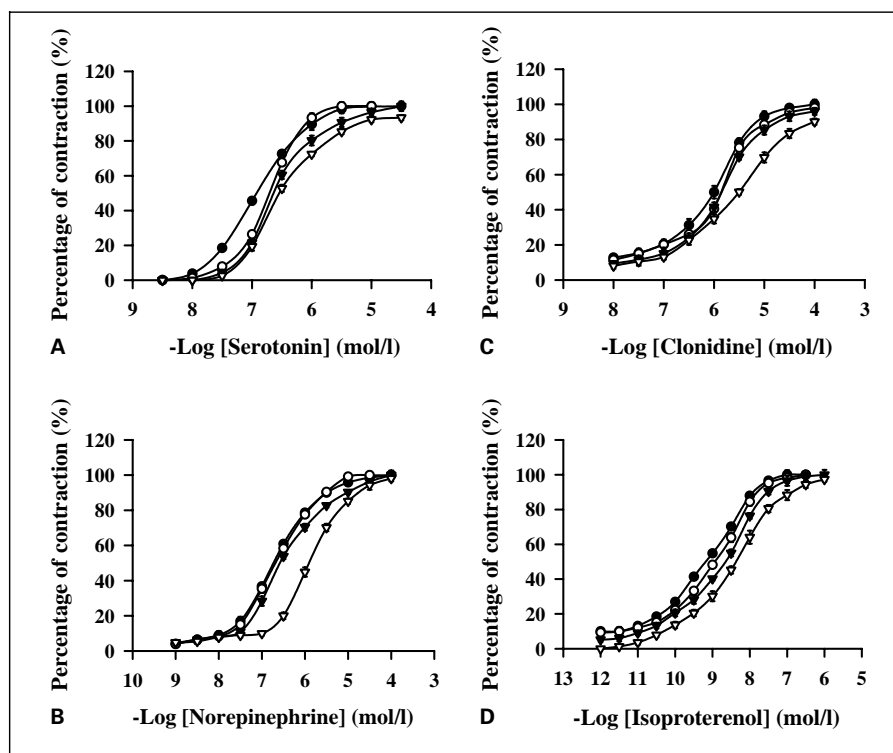 Percentage of contraction (%)
120
100
80
60
40
20
0
9 8 7 6 5 4
A
-Log [Serotonin] (mol/l)
Percentage of contraction (%)
120
100
80
60
40
20
0
9 8 7 6 5 4 3
C
-Log [Clonidine] (mol/l)
Percentage of contraction (%)
120
100
80
60
40
20
0
10 9 8 7 6 5 4 3
B
-Log [Norepinephrine] (mol/l)
Percentage of contraction (%)
120
100
80
60
40
20
0
13 12 11 10 9 8 7 6 5
D
-Log [Isoproterenol] (mol/l)